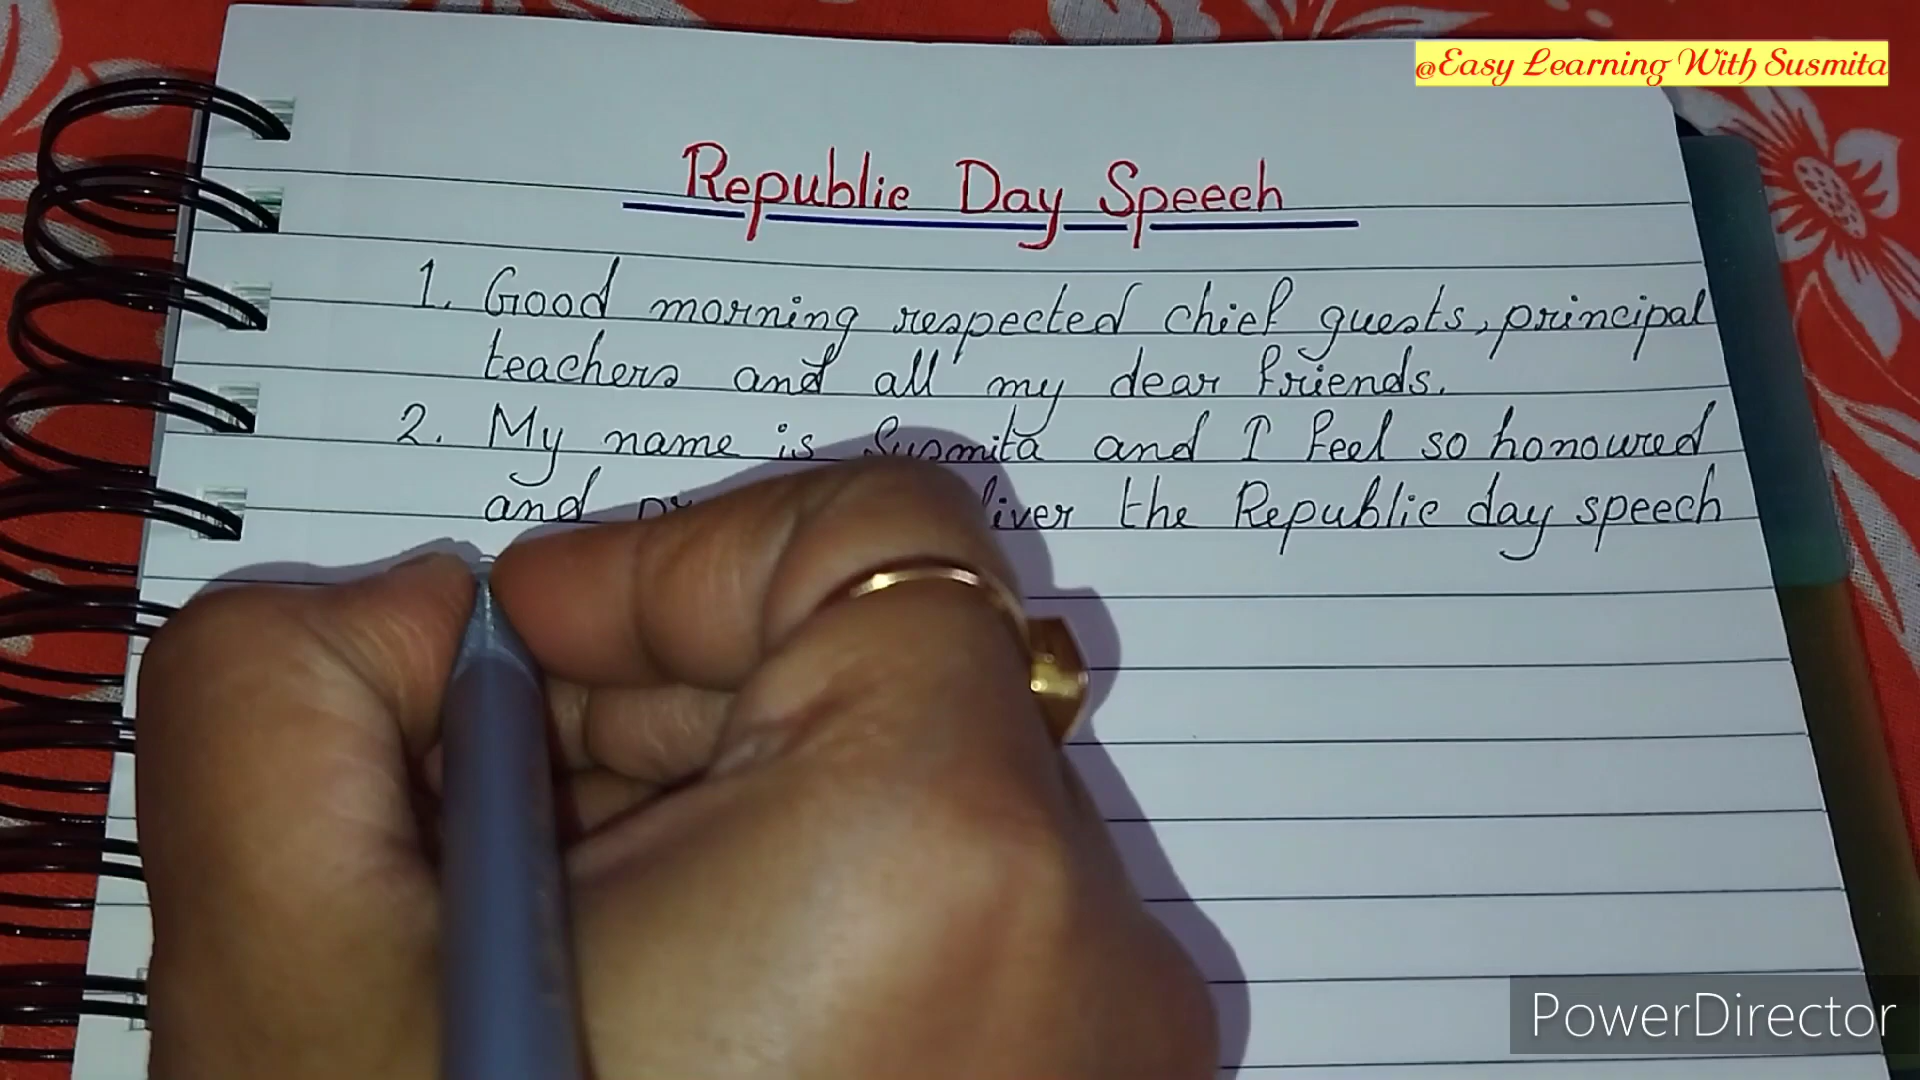 @Easy Learning With Susmita
Republic Day Speech
1. Good morning respected chief guests, principal
teachers and all my dear friends.
2. My name is Susmita and I feel so honoured
and the Republic day speech
PowerDirector